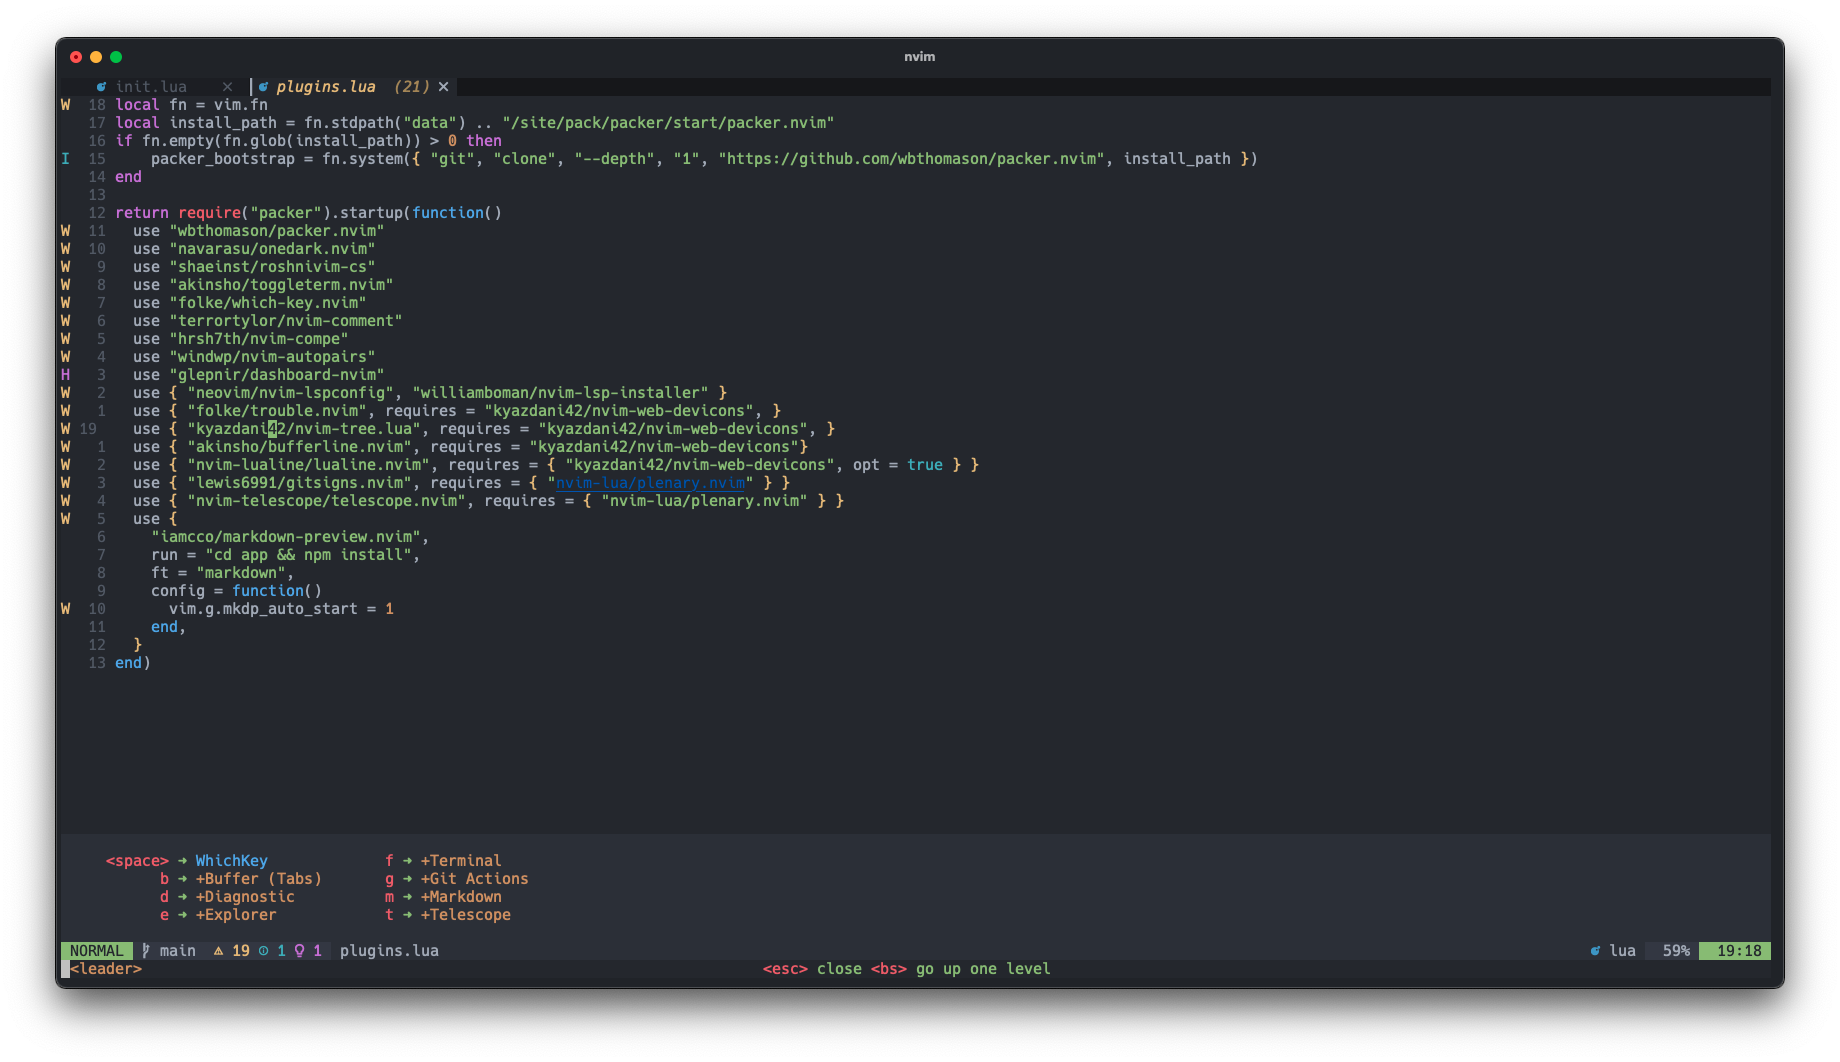 nvim
init.lua × plugins.lua (21) ×
W 18 local fn = vim.fn
17 local install_path = fn.stdpath("data") .. "/site/pack/packer/start/packer.nvim"
16 if fn.empty(fn.glob(install_path)) > 0 then
I 15 packer_bootstrap = fn.system({ "git", "clone", "--depth", "1", "https://github.com/wbthomason/packer.nvim", install_path })
14 end
13
12 return require("packer").startup(function()
W 11 use "wbthomason/packer.nvim"
W 10 use "navarasu/onedark.nvim"
W 9 use "shaeinst/roshnivim-cs"
W 8 use "akinsho/toggleterm.nvim"
W 7 use "folke/which-key.nvim"
W 6 use "terrortylor/nvim-comment"
W 5 use "hrsh7th/nvim-compe"
W 4 use "windwp/nvim-autopairs"
H 3 use "glepnir/dashboard-nvim"
W 2 use { "neovim/nvim-lspconfig", "williamboman/nvim-lsp-installer" }
W 1 use { "folke/trouble.nvim", requires = "kyazdani42/nvim-web-devicons", }
W 19 use { "kyazdani42/nvim-tree.lua", requires = "kyazdani42/nvim-web-devicons", }
W 1 use { "akinsho/bufferline.nvim", requires = "kyazdani42/nvim-web-devicons"}
W 2 use { "nvim-lualine/lualine.nvim", requires = { "kyazdani42/nvim-web-devicons", opt = true } }
W 3 use { "lewis6991/gitsigns.nvim", requires = { "nvim-lua/plenary.nvim" } }
W 4 use { "nvim-telescope/telescope.nvim", requires = { "nvim-lua/plenary.nvim" } }
W 5 use {
6 "iamcco/markdown-preview.nvim",
7 run = "cd app && npm install",
8 ft = "markdown",
9 config = function()
W 10 vim.g.mkdp_auto_start = 1
11 end,
12 }
13 end)
<space> → WhichKey f → +Terminal
b → +Buffer (Tabs) g → +Git Actions
d → +Diagnostic m → +Markdown
e → +Explorer t → +Telescope
NORMAL main 19 1 1 plugins.lua lua 59% 19:18
<leader> <esc> close <bs> go up one level